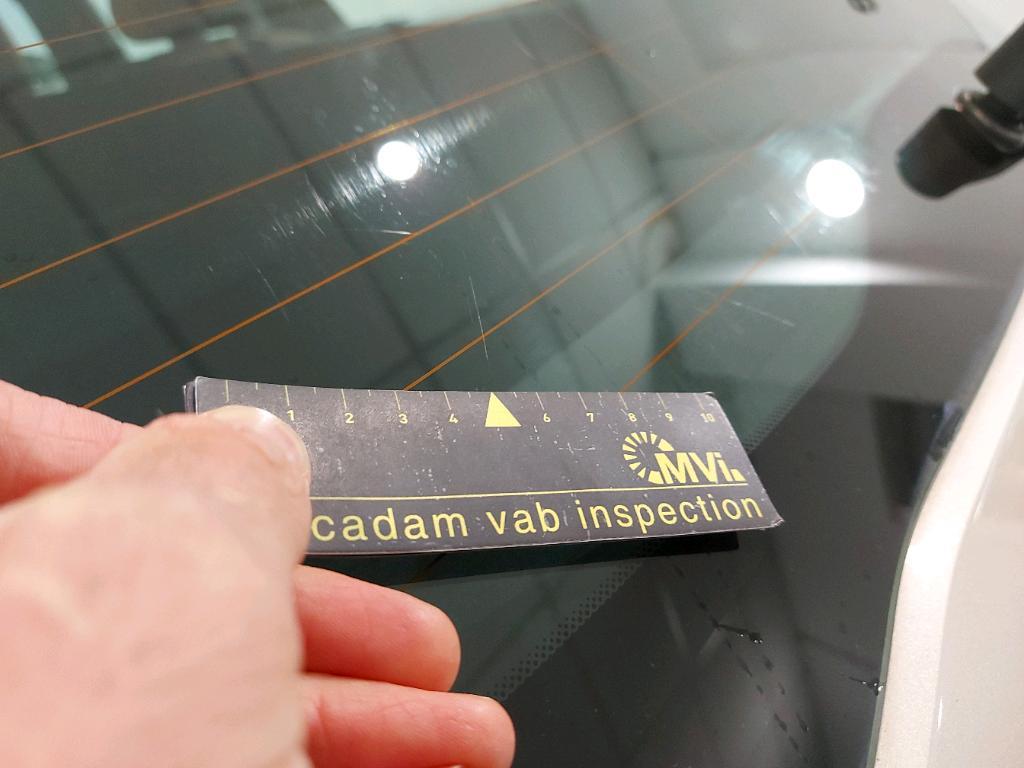 1 2 3 4 6 7 8 9 10
MVi.
cadam vab inspection